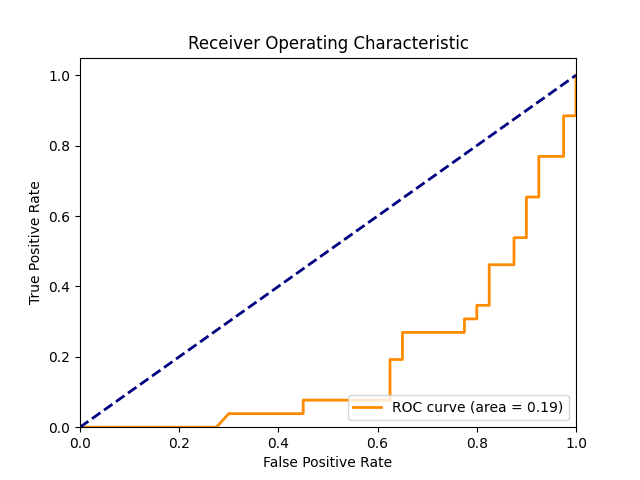 Receiver Operating Characteristic
1.0
0.8
0.6
0.4
0.2
0.0
True Positive Rate
ROC curve (area = 0.19)
0.0 0.2 0.4 0.6 0.8 1.0
False Positive Rate